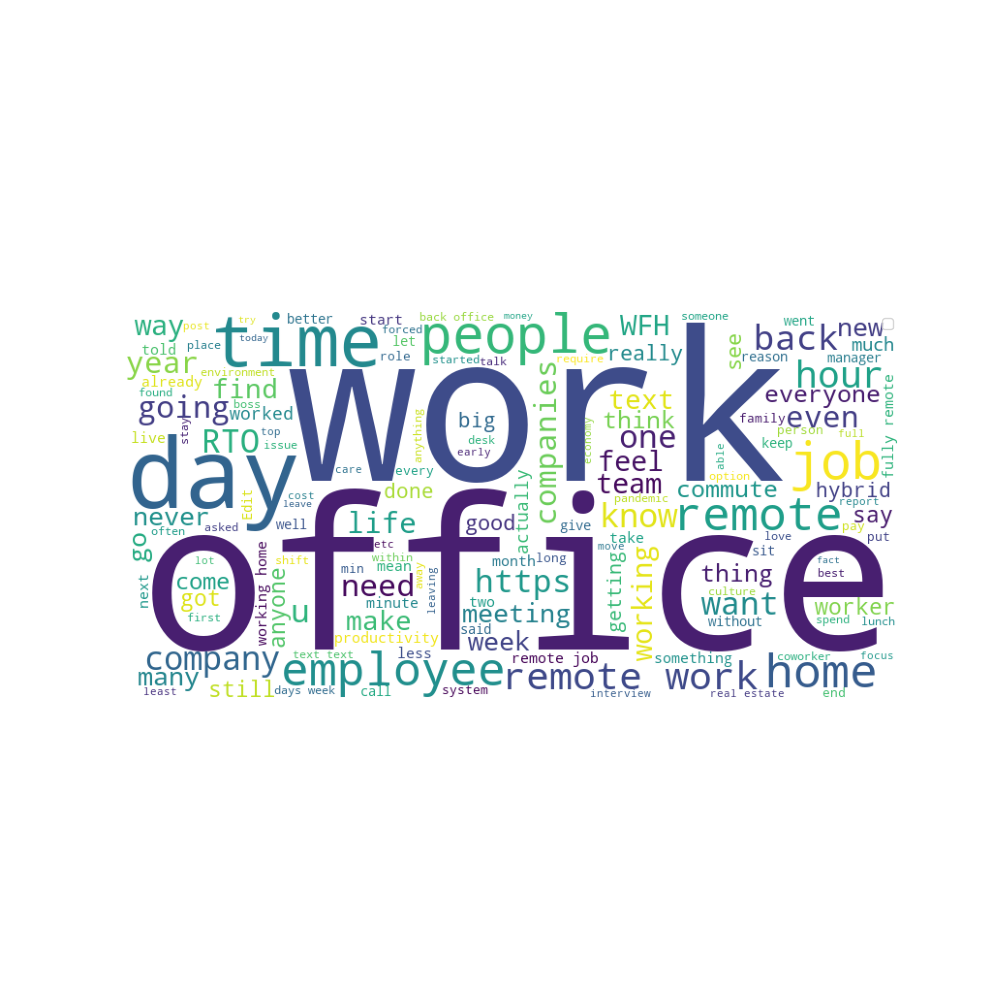 way post try better start back office money people WFH someone went new
told place today time forced let started talk require really see back reason much
year environment role companies manager
already found boss find work text hour fully remote
going stay worked big think one everyone family even
live RTO top issue desk early anything economy feel keep person full
day care every able job
never Edit cost leave done actually team pandemic option commute hybrid report
often asked well life good give know remote pay say put
go office etc take move love sit fact
next lot shift within mean month long getting thing best
come working home min need away leaving https working culture want worker
got first anyone u minute two meeting without spend lunch
make said
productivity week
company text text less remote job something coworker focus
many still employee remote work home
least days week call system interview real estate end